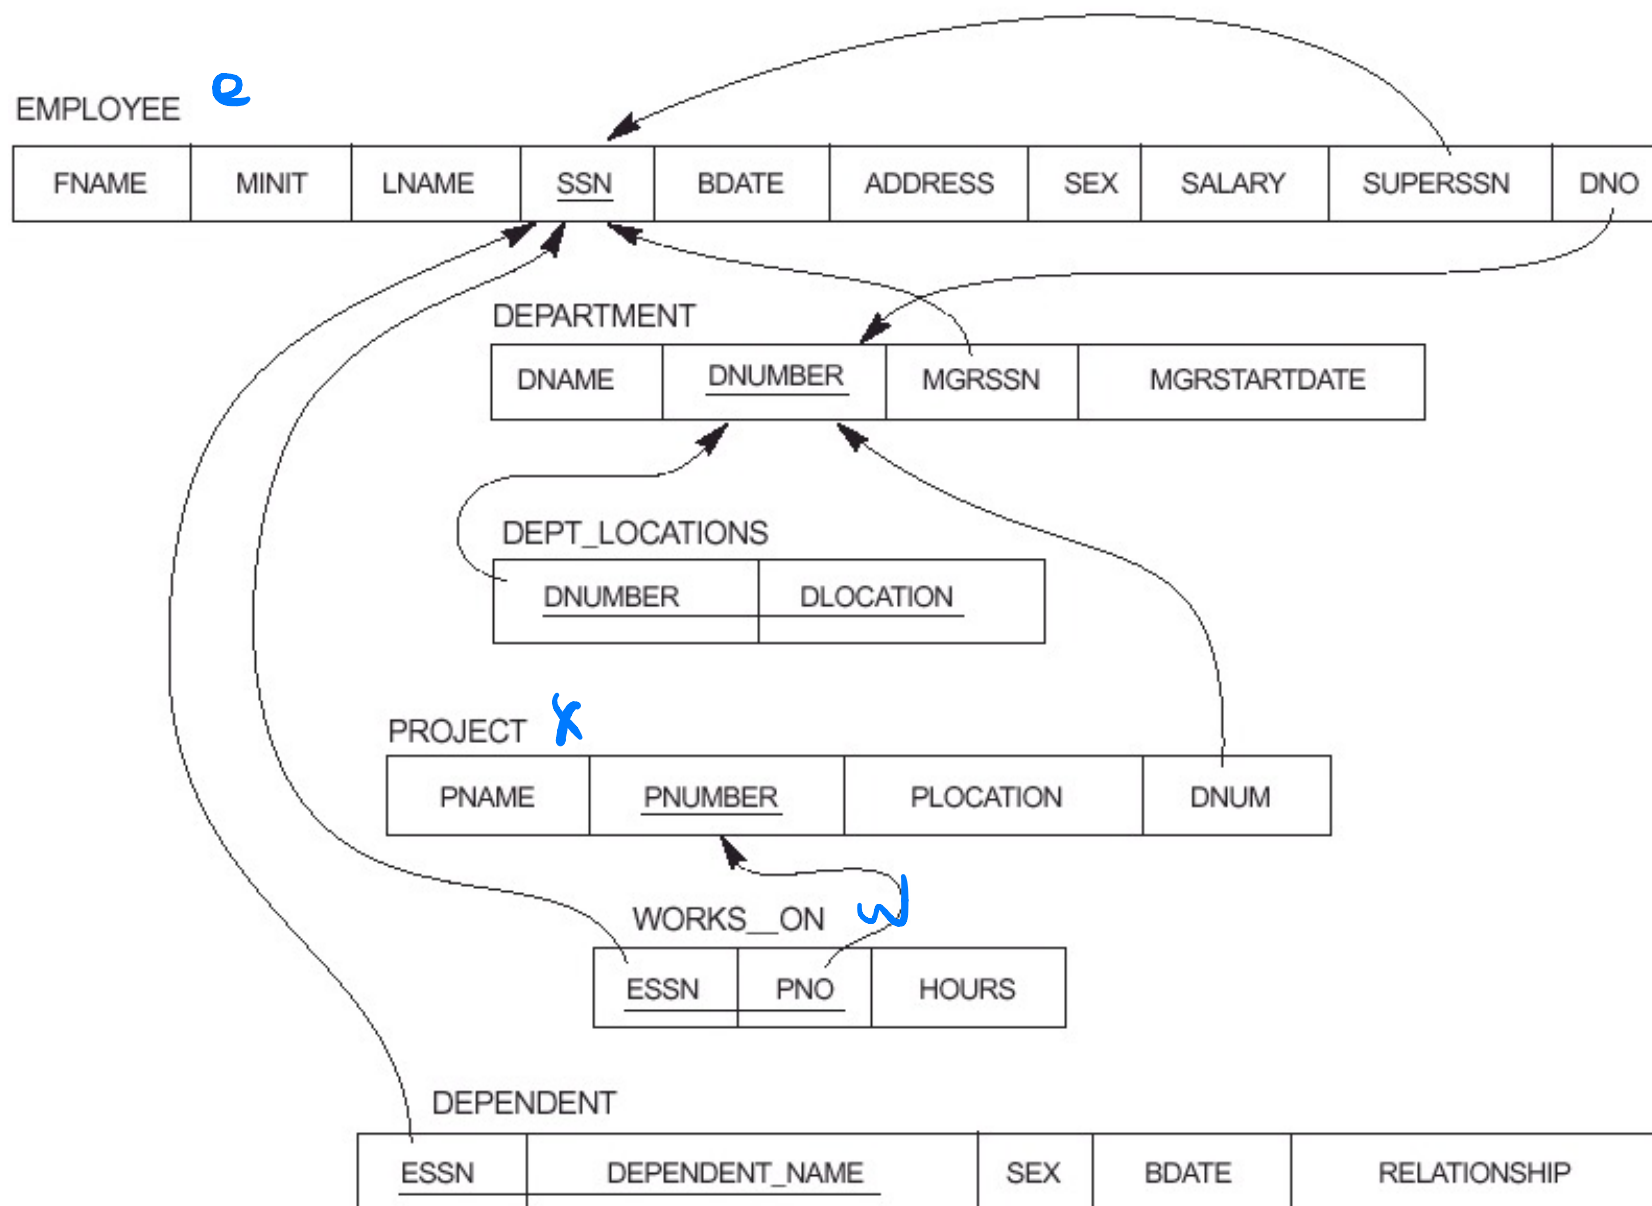 EMPLOYEE e
FNAME MINIT LNAME SSN BDATE ADDRESS SEX SALARY SUPERSSN DNO
DEPARTMENT
DNAME DNUMBER MGRSSN MGRSTARTDATE
DEPT_LOCATIONS
DNUMBER DLOCATION
PROJECT x
PNAME PNUMBER PLOCATION DNUM
WORKS_ON
ESSN PNO HOURS
DEPENDENT
ESSN DEPENDENT_NAME SEX BDATE RELATIONSHIP